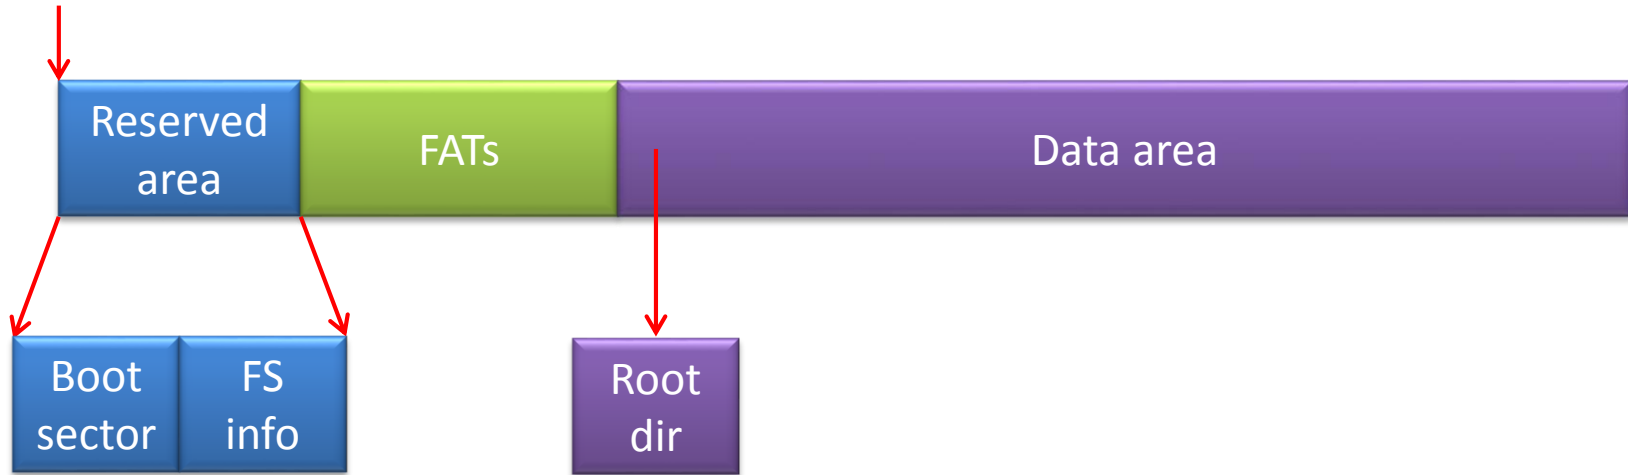 Reserved
area
FATs
Data area
Boot
sector
FS
info
Root
dir